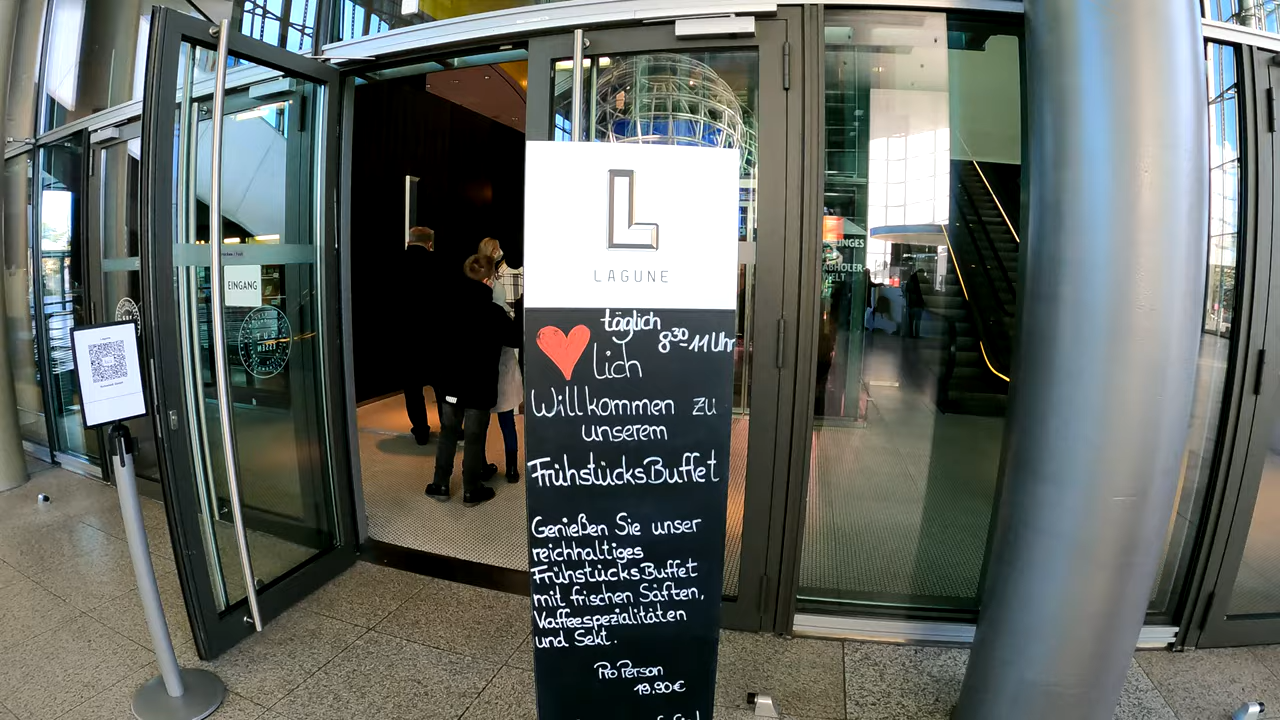 EINGANG
L
LAGUNE
täglich
8³⁰-11 Uhr
lich
Willkommen zu
unserem
FrühstücksBuffet
Genießen Sie unser
reichhaltiges
FrühstücksBuffet
mit frischen Säften,
Kaffeespezialitäten
und Sekt.
Pro Person
19.90€